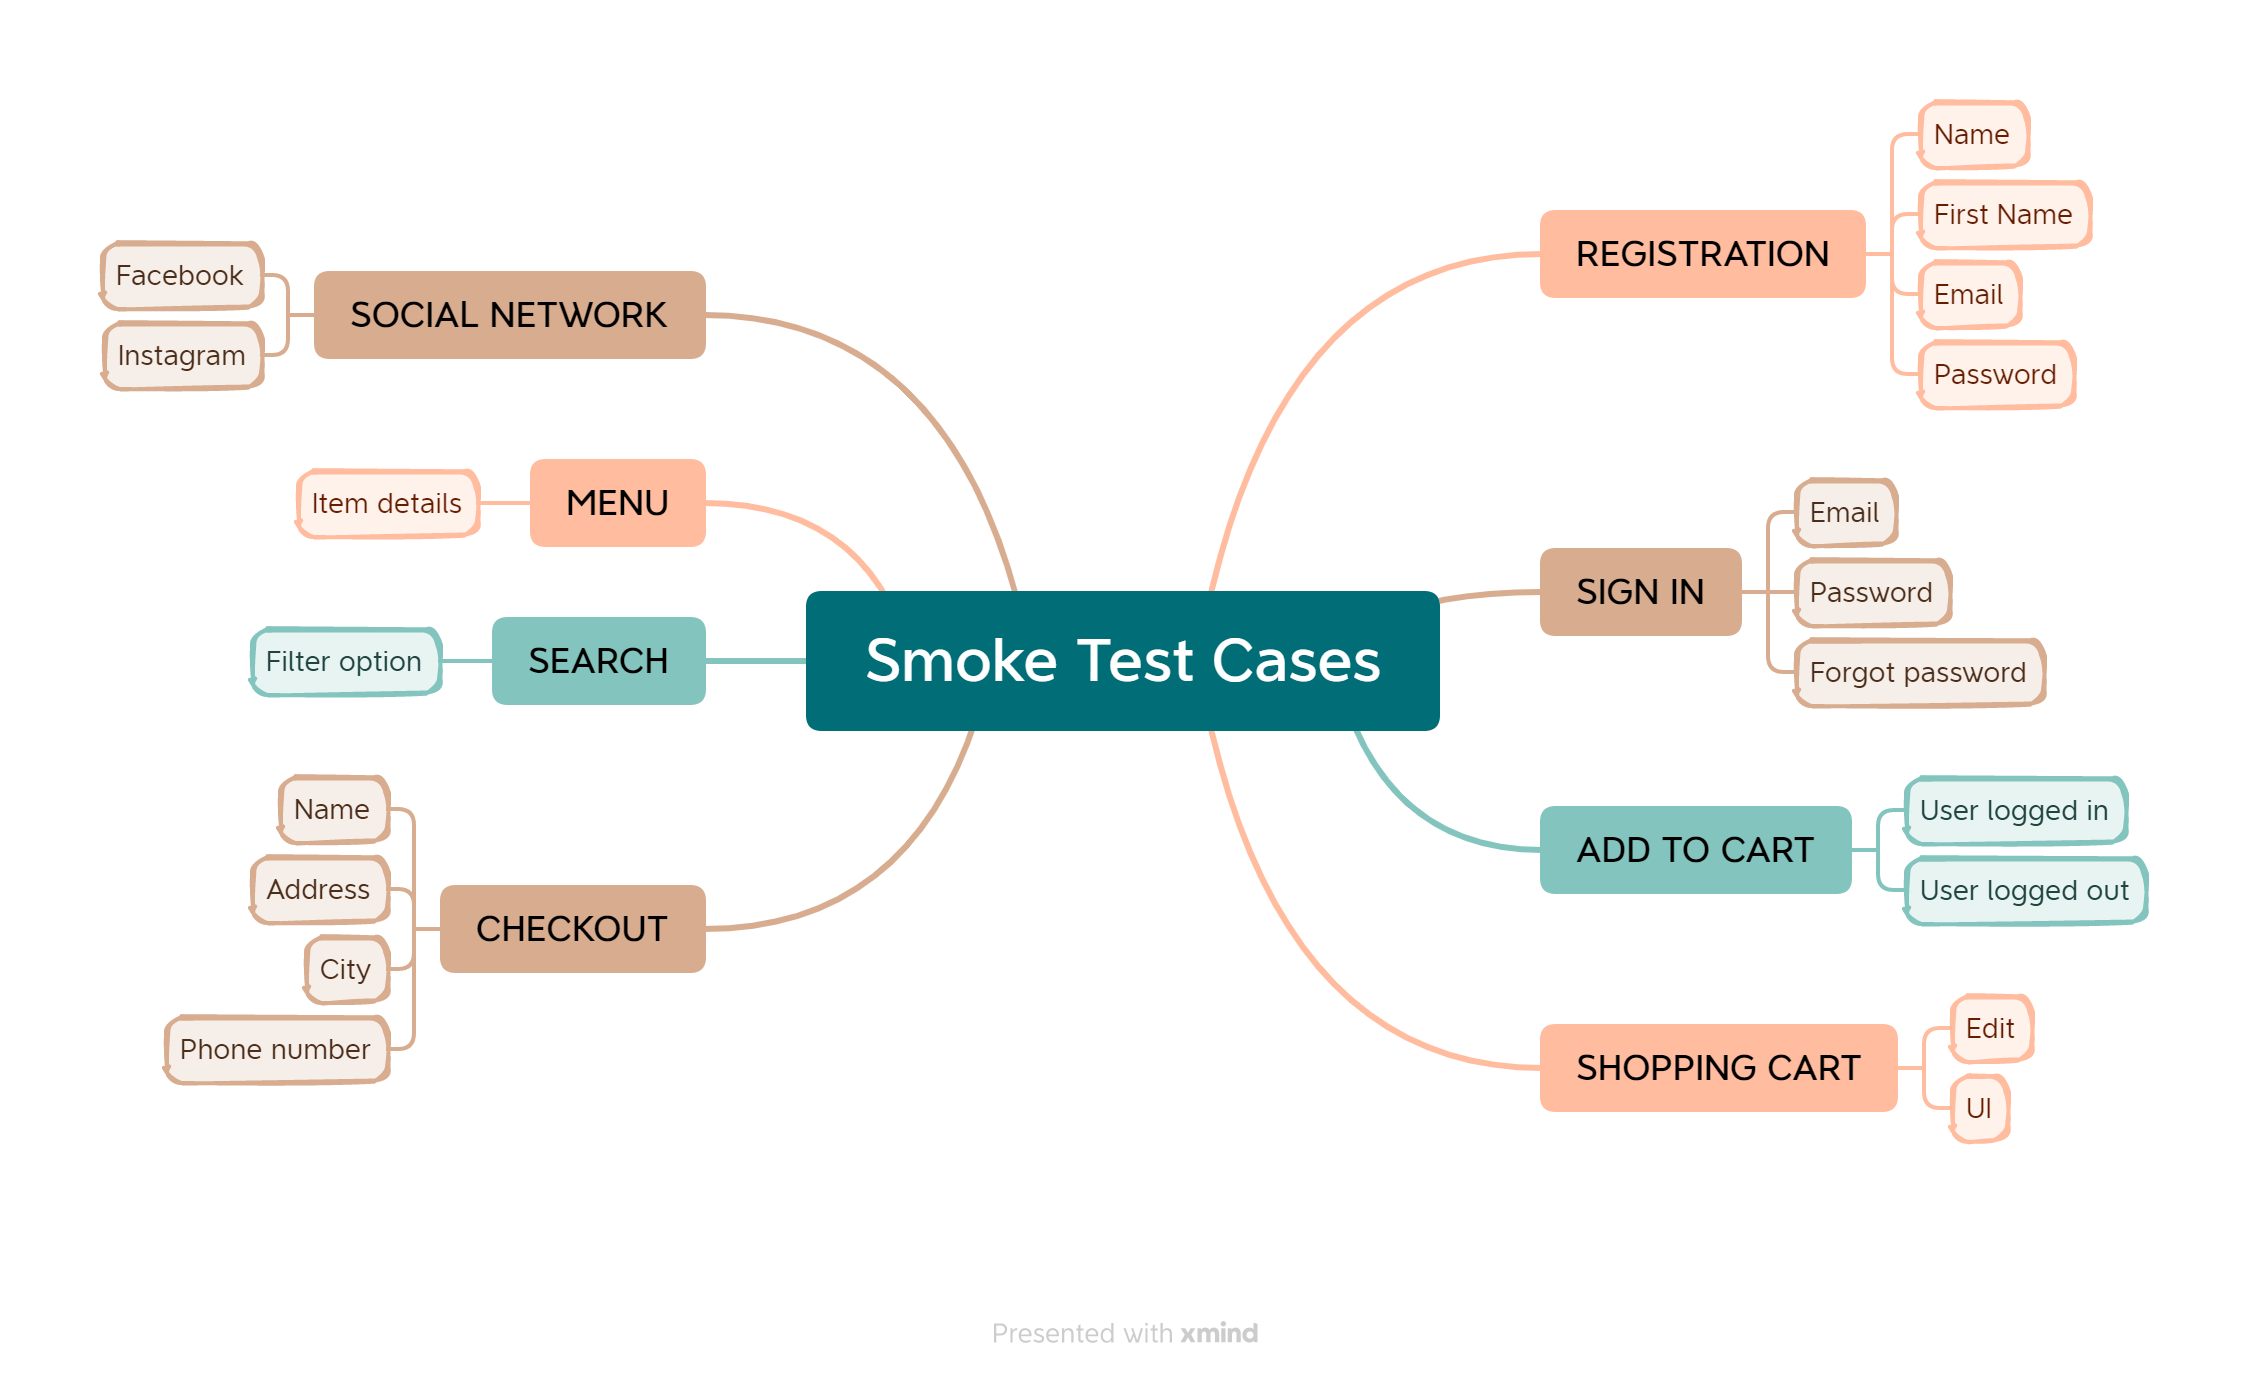 Smoke Test Cases
REGISTRATION
Name
First Name
Email
Password
SIGN IN
Email
Password
Forgot password
ADD TO CART
User logged in
User logged out
SHOPPING CART
Edit
UI
SOCIAL NETWORK
Facebook
Instagram
MENU
Item details
SEARCH
Filter option
CHECKOUT
Name
Address
City
Phone number
Presented with xmind